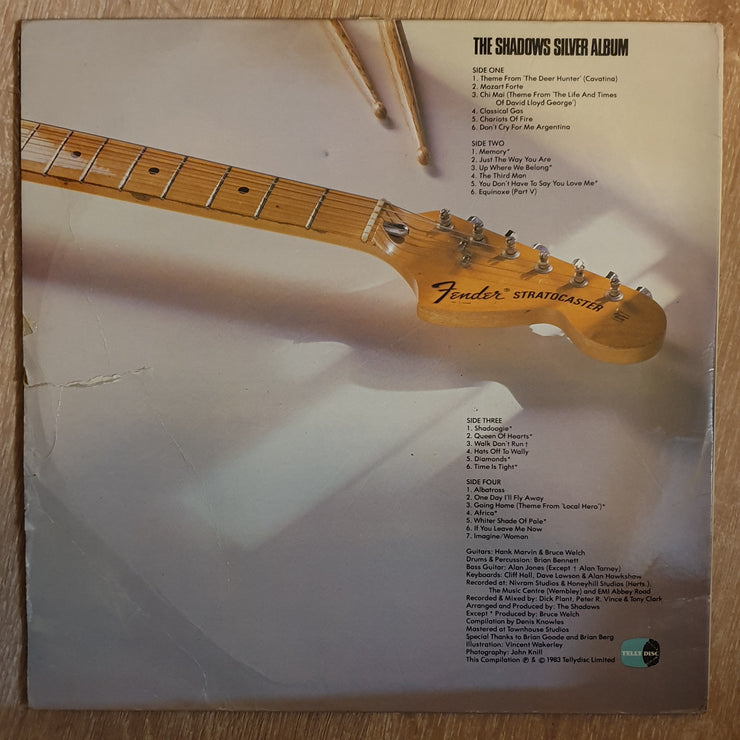 THE SHADOWS SILVER ALBUM
SIDE ONE
1. Theme From 'The Deer Hunter' (Cavatina)
2. Mozart Forte
3. Chi Mai (Theme From 'The Life And Times
Of David Lloyd George')
4. Classical Gas
5. Chariots Of Fire
6. Don't Cry For Me Argentina
SIDE TWO
1. Memory*
2. Just The Way You Are
3. Up Where We Belong*
4. The Third Man
5. You Don't Have To Say You Love Me*
6. Equinoxe (Part V)
Fender® STRATOCASTER
SIDE THREE
1. Shadoogie*
2. Queen Of Hearts*
3. Walk Don't Run†
4. Hats Off To Wally
5. Diamonds*
6. Time Is Tight*
SIDE FOUR
1. Albatross
2. One Day I'll Fly Away
3. Going Home (Theme From 'Local Hero')*
4. Africa*
5. Whiter Shade Of Pale*
6. If You Leave Me Now
7. Imagine/Woman
Guitars: Hank Marvin & Bruce Welch
Drums & Percussion: Brian Bennett
Bass Guitar: Alan Jones (Except † Alan Tarney)
Keyboards: Cliff Hall, Dave Lawson & Alan Hawkshaw
Recorded at: Nivram Studios & Honeyhill Studios (Herts.),
The Music Centre (Wembley) and EMI Abbey Road
Recorded & Mixed by: Dick Plant, Peter R. Vince & Tony Clark
Arranged and Produced by: The Shadows
Except * Produced by: Bruce Welch
Compilation by Denis Knowles
Mastered at Townhouse Studios
Special Thanks to Brian Goode and Brian Berg
Illustration: Vincent Wakerley
Photography: John Knill
This Compilation ℗ & © 1983 Tellydisc Limited
TELLY DISC